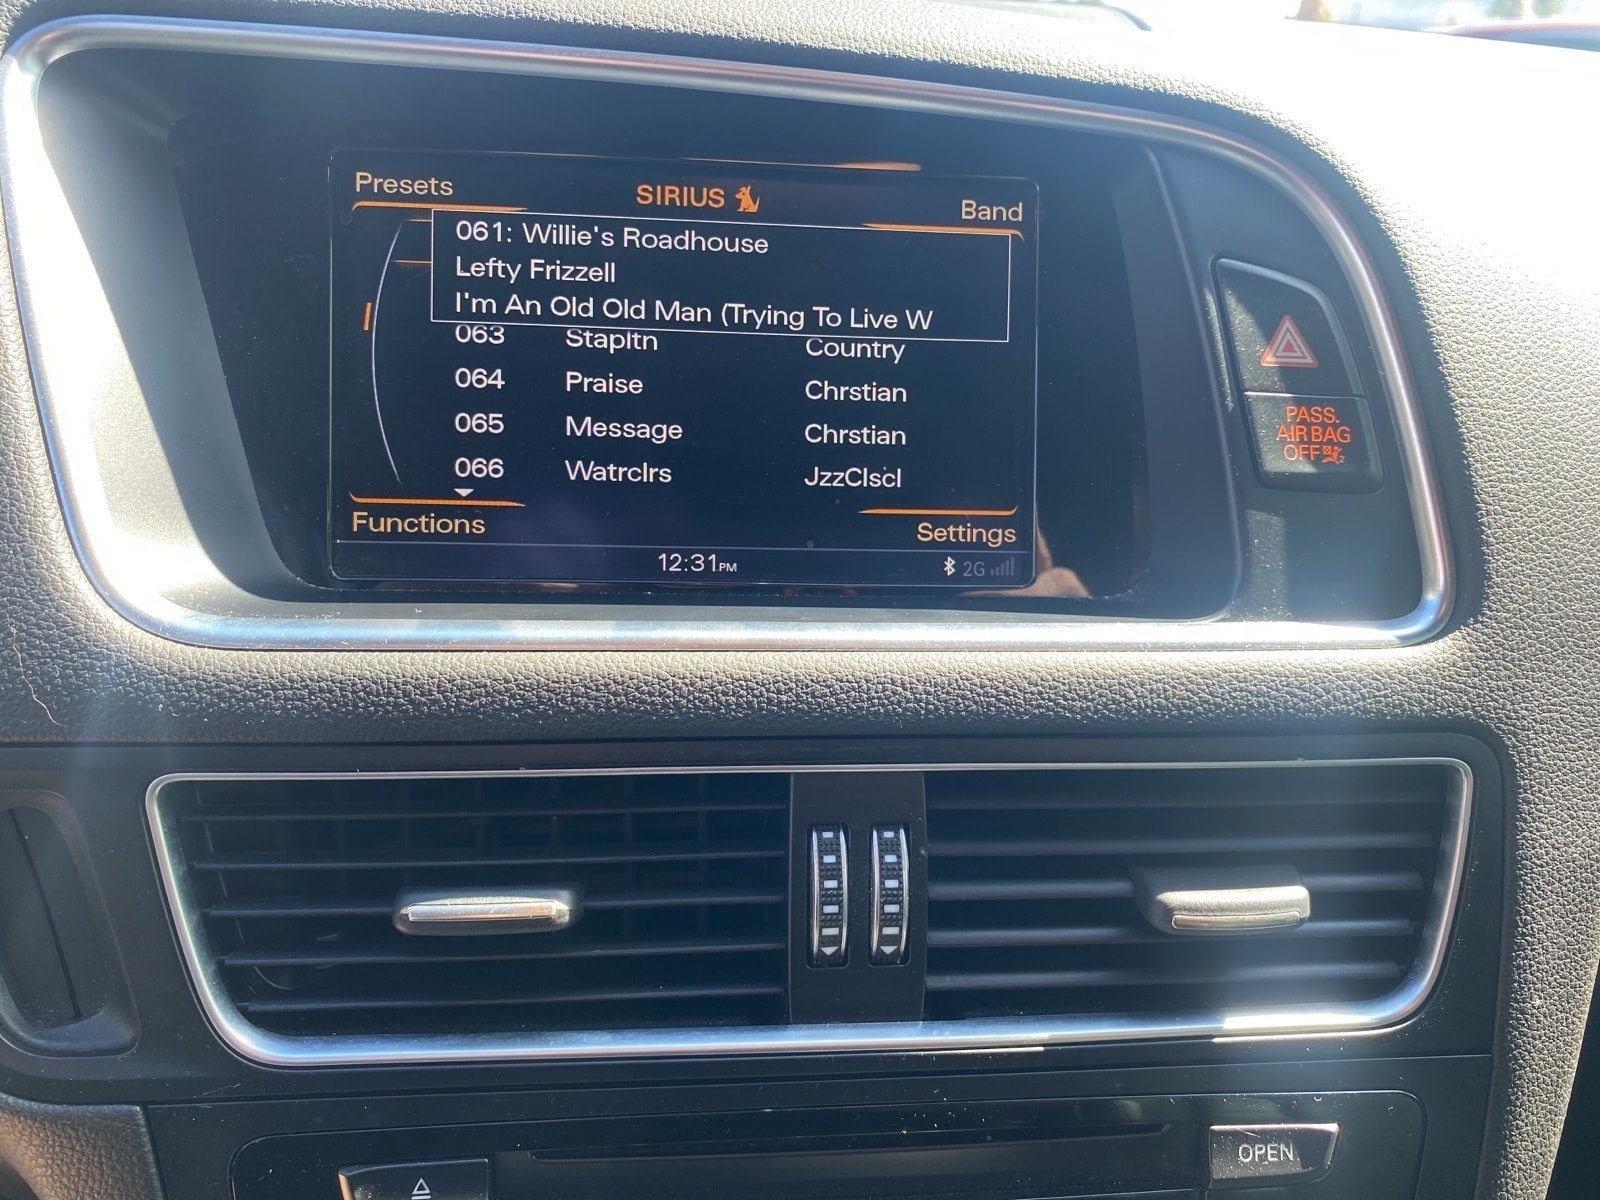 Presets
SIRIUS
Band
061: Willie's Roadhouse
Lefty Frizzell
I'm An Old Old Man (Trying To Live W
063 Stapltn Country
064 Praise Chrstian
065 Message Chrstian
066 Watrclrs JzzClscl
Functions
Settings
12:31PM
2G
PASS.
AIR BAG
OFF
OPEN